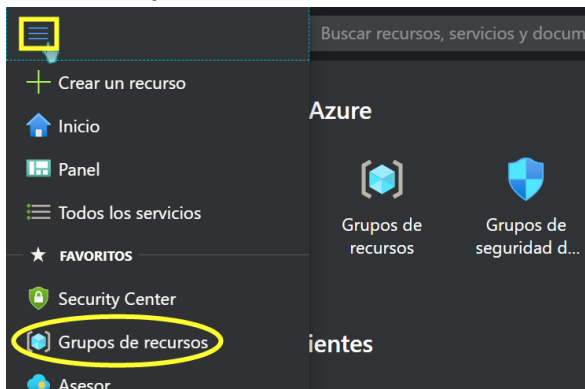 Buscar recursos, servicios y docum
Crear un recurso
Azure
Inicio
Panel
Todos los servicios
Grupos de
recursos
Grupos de
seguridad d...
FAVORITOS
Security Center
Grupos de recursos
ientes
Asesor